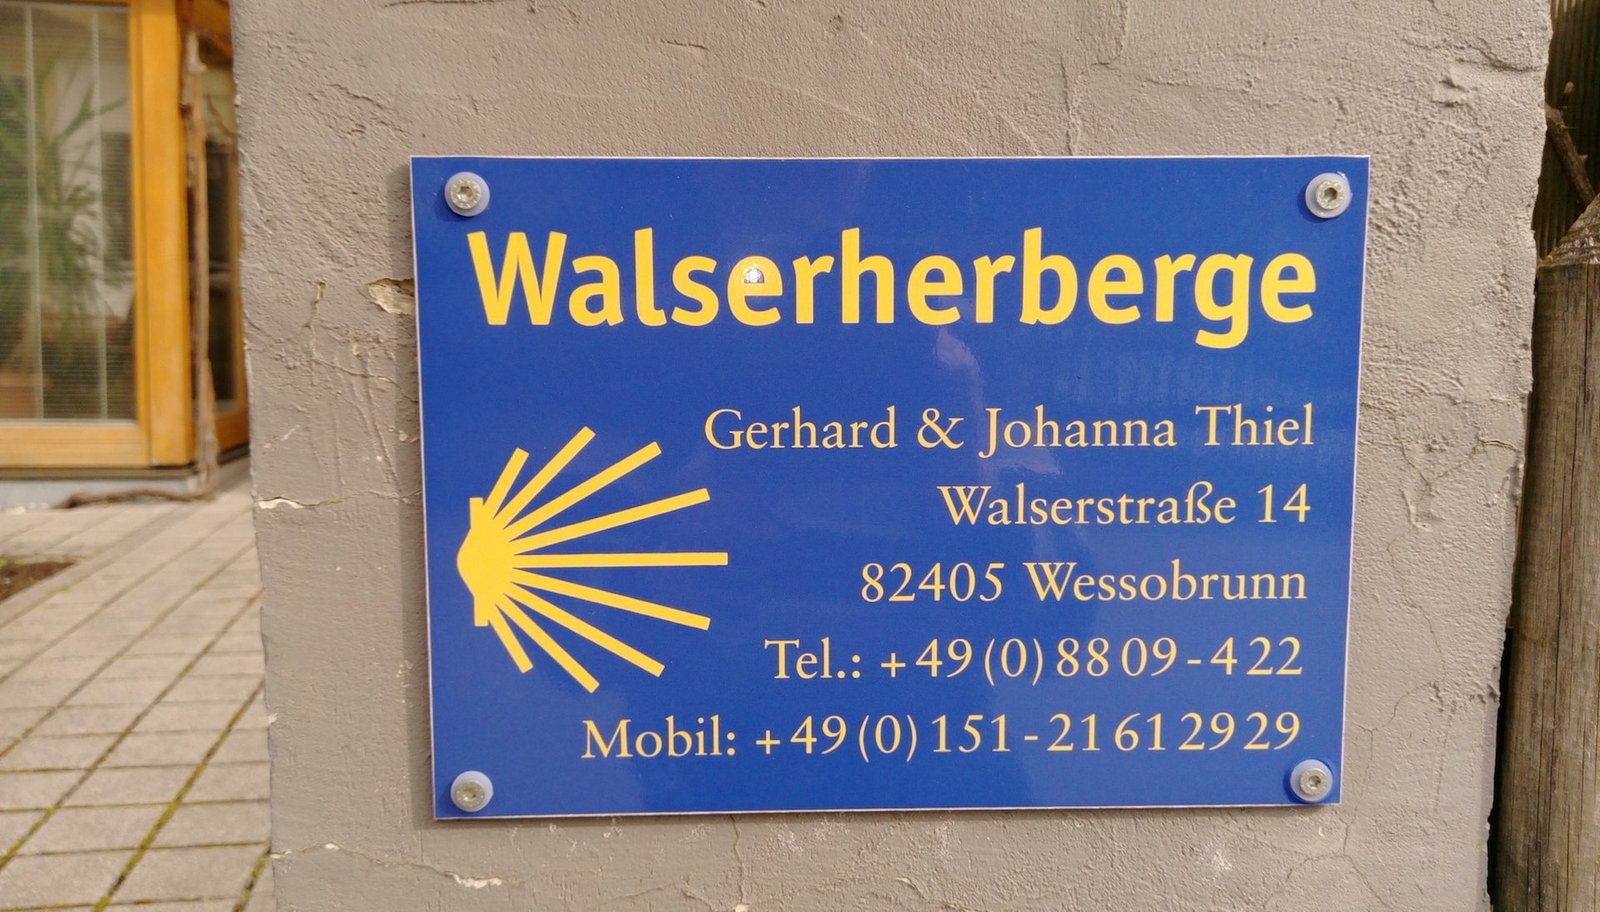 Walserherberge
Gerhard & Johanna Thiel
Walserstraße 14
82405 Wessobrunn
Tel.: +49(0)8809-422
Mobil: +49(0)151-21612929